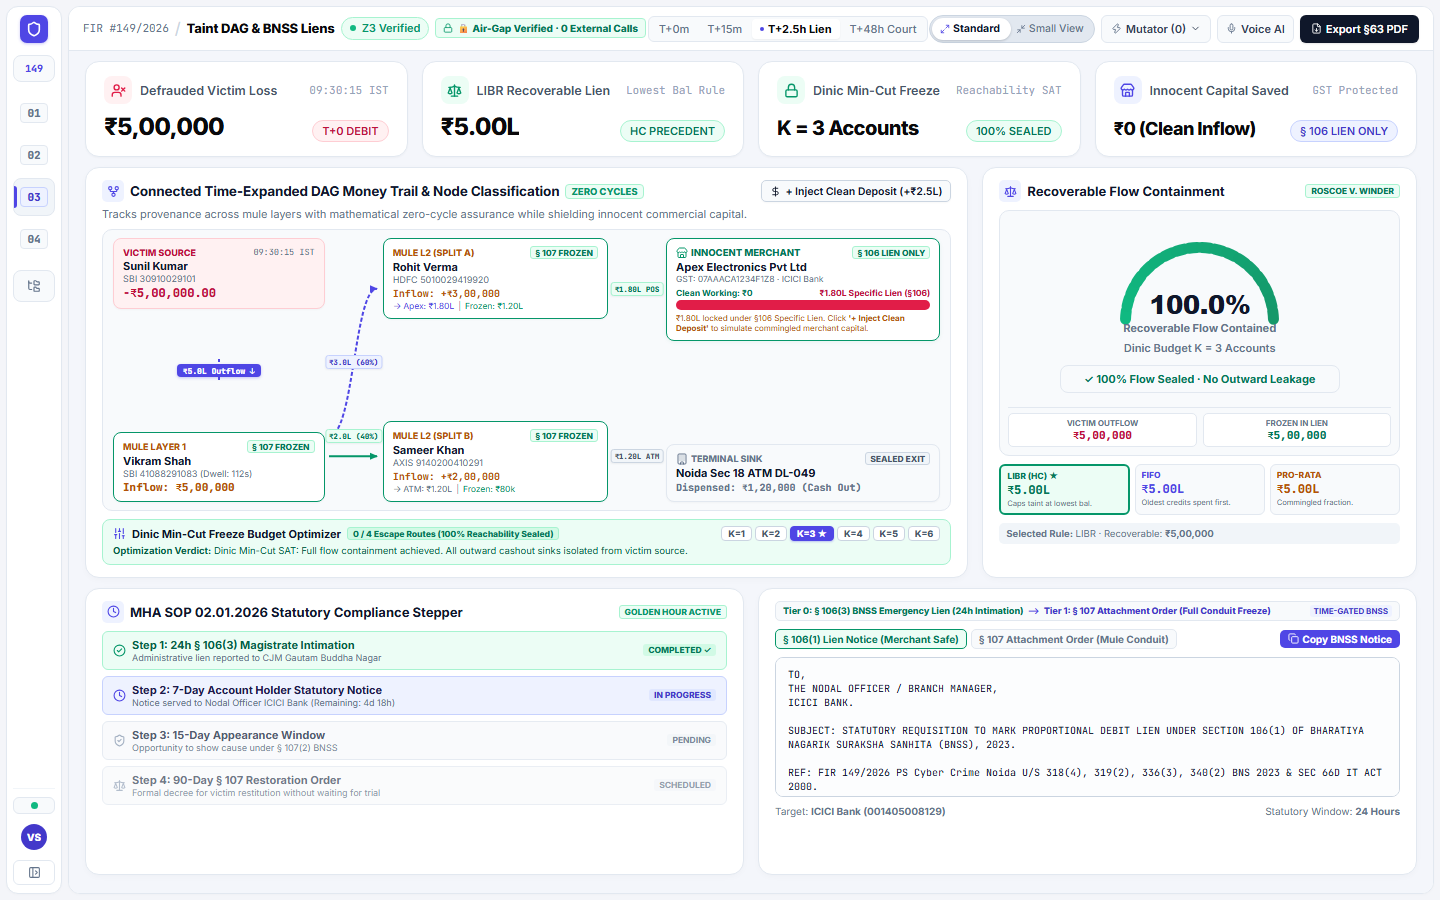 FIR #149/2026 / Taint DAG & BNSS Liens
Z3 Verified
🔒 Air-Gap Verified · 0 External Calls
T+0m
T+15m
• T+2.5h Lien
T+48h Court
Standard
Small View
Mutator (0)
Voice AI
Export §63 PDF
149
01
02
03
04
VS
Defrauded Victim Loss
09:30:15 IST
₹5,00,000
T+0 DEBIT
LIBR Recoverable Lien
Lowest Bal Rule
₹5.00L
HC PRECEDENT
Dinic Min-Cut Freeze
Reachability SAT
K = 3 Accounts
100% SEALED
Innocent Capital Saved
GST Protected
₹0 (Clean Inflow)
§ 106 LIEN ONLY
Connected Time-Expanded DAG Money Trail & Node Classification
ZERO CYCLES
+ Inject Clean Deposit (+₹2.5L)
Tracks provenance across mule layers with mathematical zero-cycle assurance while shielding innocent commercial capital.
VICTIM SOURCE
09:30:15 IST
Sunil Kumar
SBI 30910029101
-₹5,00,000.00
₹5.0L Outflow ↓
MULE LAYER 1
§ 107 FROZEN
Vikram Shah
SBI 41088291083 (Dwell: 112s)
Inflow: ₹5,00,000
₹3.0L (60%)
₹2.0L (40%)
MULE L2 (SPLIT A)
§ 107 FROZEN
Rohit Verma
HDFC 5010029419920
Inflow: +₹3,00,000
→ Apex: ₹1.80L | Frozen: ₹1.20L
MULE L2 (SPLIT B)
§ 107 FROZEN
Sameer Khan
AXIS 9140200410291
Inflow: +₹2,00,000
→ ATM: ₹1.20L | Frozen: ₹80k
₹1.80L POS
₹1.20L ATM
INNOCENT MERCHANT
§ 106 LIEN ONLY
Apex Electronics Pvt Ltd
GST: 07AAACA1234F1Z8 · ICICI Bank
Clean Working: ₹0
₹1.80L Specific Lien (§106)
₹1.80L locked under §106 Specific Lien. Click '+ Inject Clean
Deposit' to simulate commingled merchant capital.
TERMINAL SINK
SEALED EXIT
Noida Sec 18 ATM DL-049
Dispensed: ₹1,20,000 (Cash Out)
Dinic Min-Cut Freeze Budget Optimizer
0 / 4 Escape Routes (100% Reachability Sealed)
K=1
K=2
K=3 ★
K=4
K=5
K=6
Optimization Verdict: Dinic Min-Cut SAT: Full flow containment achieved. All outward cashout sinks isolated from victim source.
Recoverable Flow Containment
ROSCOE V. WINDER
100.0%
Recoverable Flow Contained
Dinic Budget K = 3 Accounts
✓ 100% Flow Sealed · No Outward Leakage
VICTIM OUTFLOW
₹5,00,000
FROZEN IN LIEN
₹5,00,000
LIBR (HC) ★
₹5.00L
Caps taint at lowest bal.
FIFO
₹5.00L
Oldest credits spent first.
PRO-RATA
₹5.00L
Commingled fraction.
Selected Rule: LIBR · Recoverable: ₹5,00,000
MHA SOP 02.01.2026 Statutory Compliance Stepper
GOLDEN HOUR ACTIVE
Step 1: 24h § 106(3) Magistrate Intimation
Administrative lien reported to CJM Gautam Buddha Nagar
COMPLETED ✓
Step 2: 7-Day Account Holder Statutory Notice
Notice served to Nodal Officer ICICI Bank (Remaining: 4d 18h)
IN PROGRESS
Step 3: 15-Day Appearance Window
Opportunity to show cause under § 107(2) BNSS
PENDING
Step 4: 90-Day § 107 Restoration Order
Formal decree for victim restitution without waiting for trial
SCHEDULED
Tier 0: § 106(3) BNSS Emergency Lien (24h Intimation) → Tier 1: § 107 Attachment Order (Full Conduit Freeze)
TIME-GATED BNSS
§ 106(1) Lien Notice (Merchant Safe)
§ 107 Attachment Order (Mule Conduit)
Copy BNSS Notice
TO,
THE NODAL OFFICER / BRANCH MANAGER,
ICICI BANK.
SUBJECT: STATUTORY REQUISITION TO MARK PROPORTIONAL DEBIT LIEN UNDER SECTION 106(1) OF BHARATIYA
NAGARIK SURAKSHA SANHITA (BNSS), 2023.
REF: FIR 149/2026 PS Cyber Crime Noida U/S 318(4), 319(2), 336(3), 340(2) BNS 2023 & SEC 66D IT ACT
2000.
Target: ICICI Bank (001405008129)
Statutory Window: 24 Hours